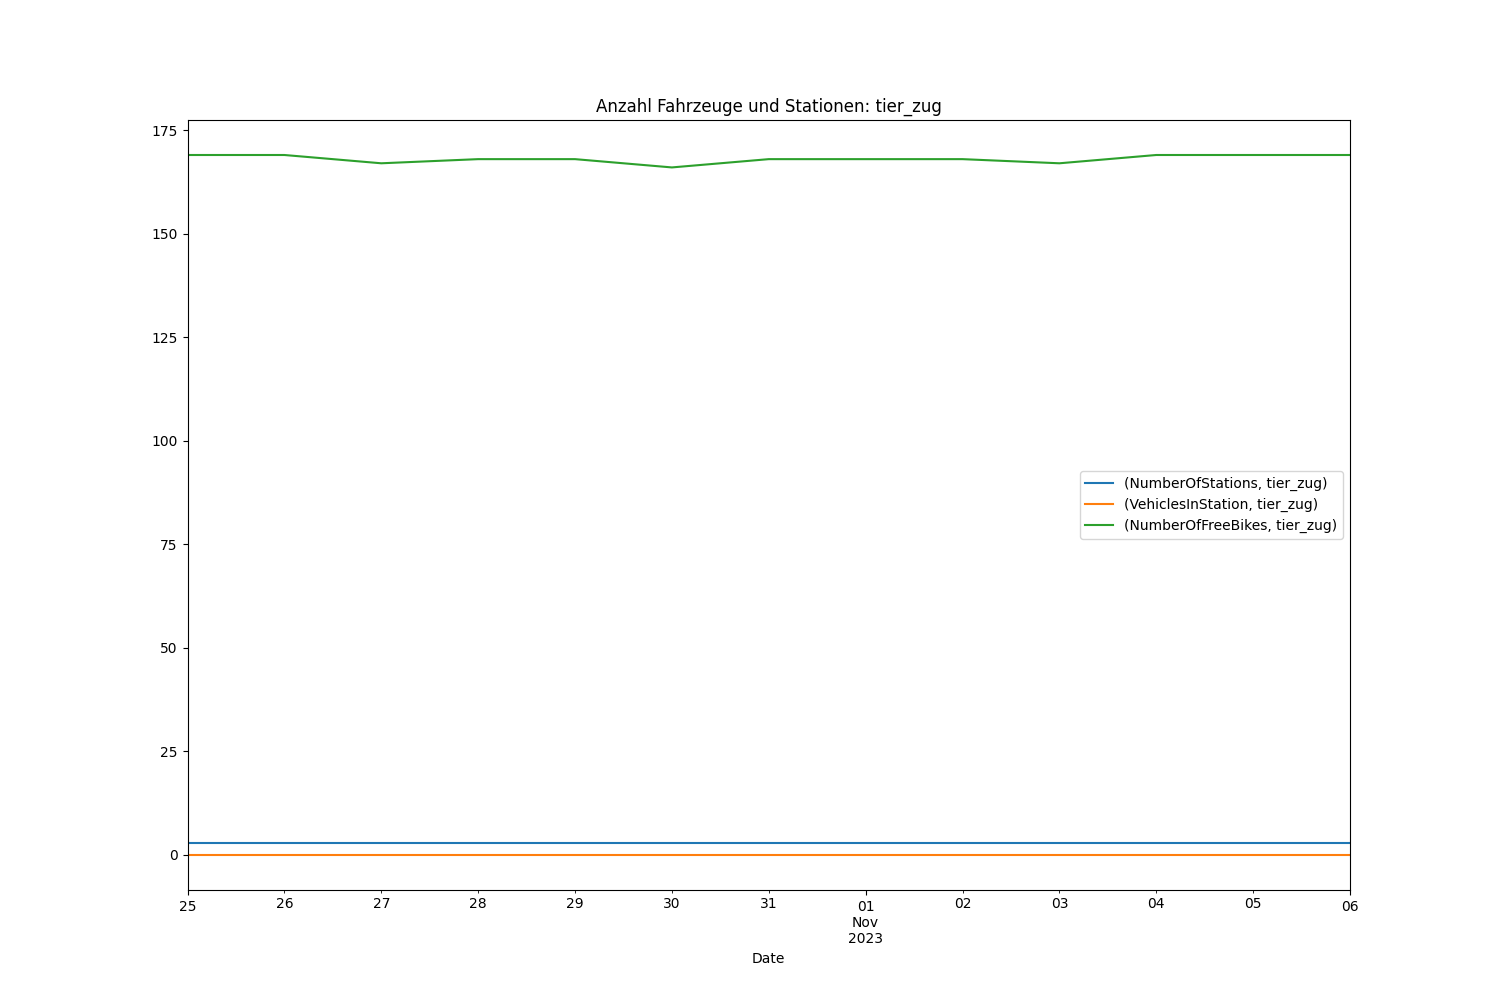 Anzahl Fahrzeuge und Stationen: tier_zug
175
150
125
100
75
50
25
0
(NumberOfStations, tier_zug)
(VehiclesInStation, tier_zug)
(NumberOfFreeBikes, tier_zug)
25 26 27 28 29 30 31 01 02 03 04 05 06
Nov
2023
Date